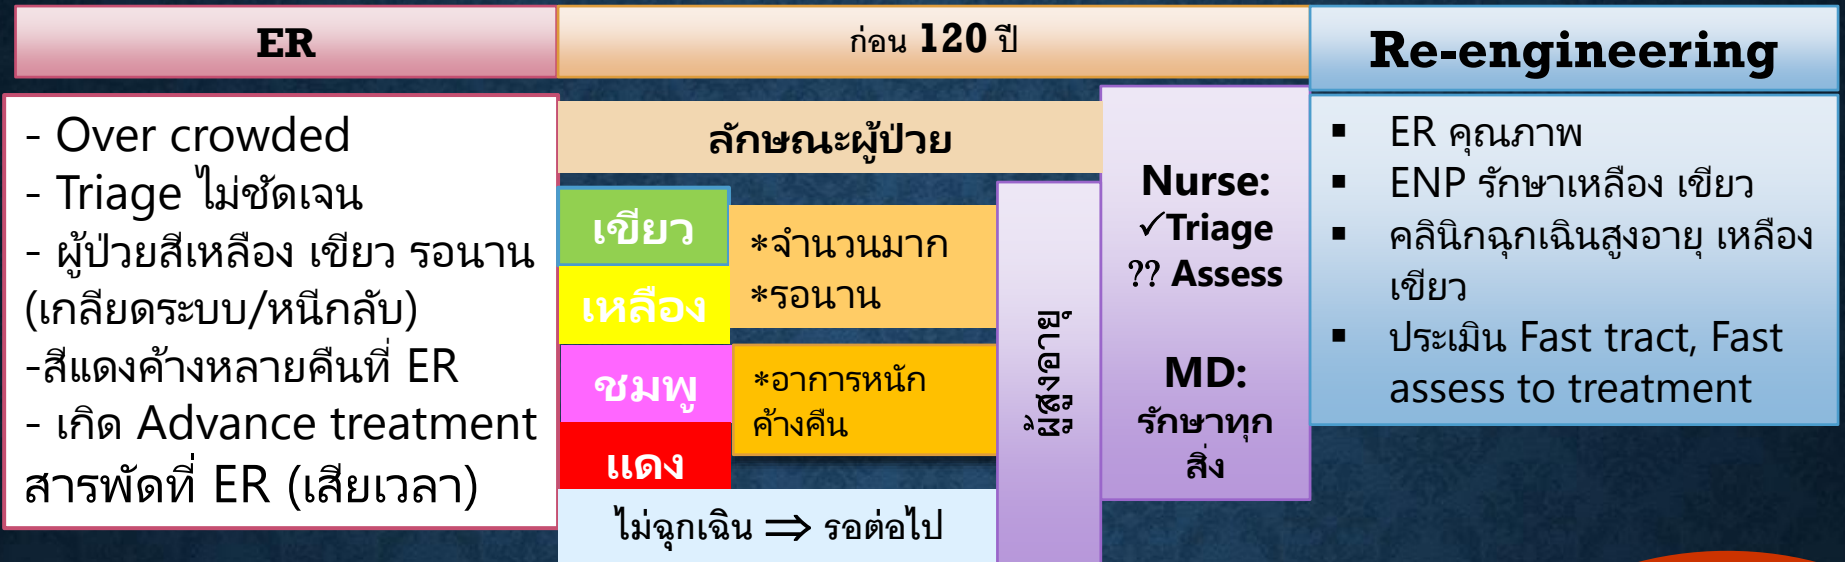 ER
- Over crowded
- Triage ไม่ชัดเจน
- ผู้ป่วยสีเหลือง เขียว รอนาน
(เกลียดระบบ/หนีกลับ)
-สีแดงค้างหลายคืนที่ ER
- เกิด Advance treatment
สารพัดที่ ER (เสียเวลา)
ก่อน 120 ปี
ลักษณะผู้ป่วย
เขียว
เหลือง
*จำนวนมาก
*รอนาน
ชมพู
แดง
*อาการหนัก
ค้างคืน
ไม่ฉุกเฉิน ⇒ รอต่อไป
ผู้สูงอายุ
Nurse:
✓Triage
?? Assess
MD:
รักษาทุก
สิ่ง
Re-engineering
▪ ER คุณภาพ
▪ ENP รักษาเหลือง เขียว
▪ คลินิกฉุกเฉินสูงอายุ เหลือง
เขียว
▪ ประเมิน Fast tract, Fast
assess to treatment